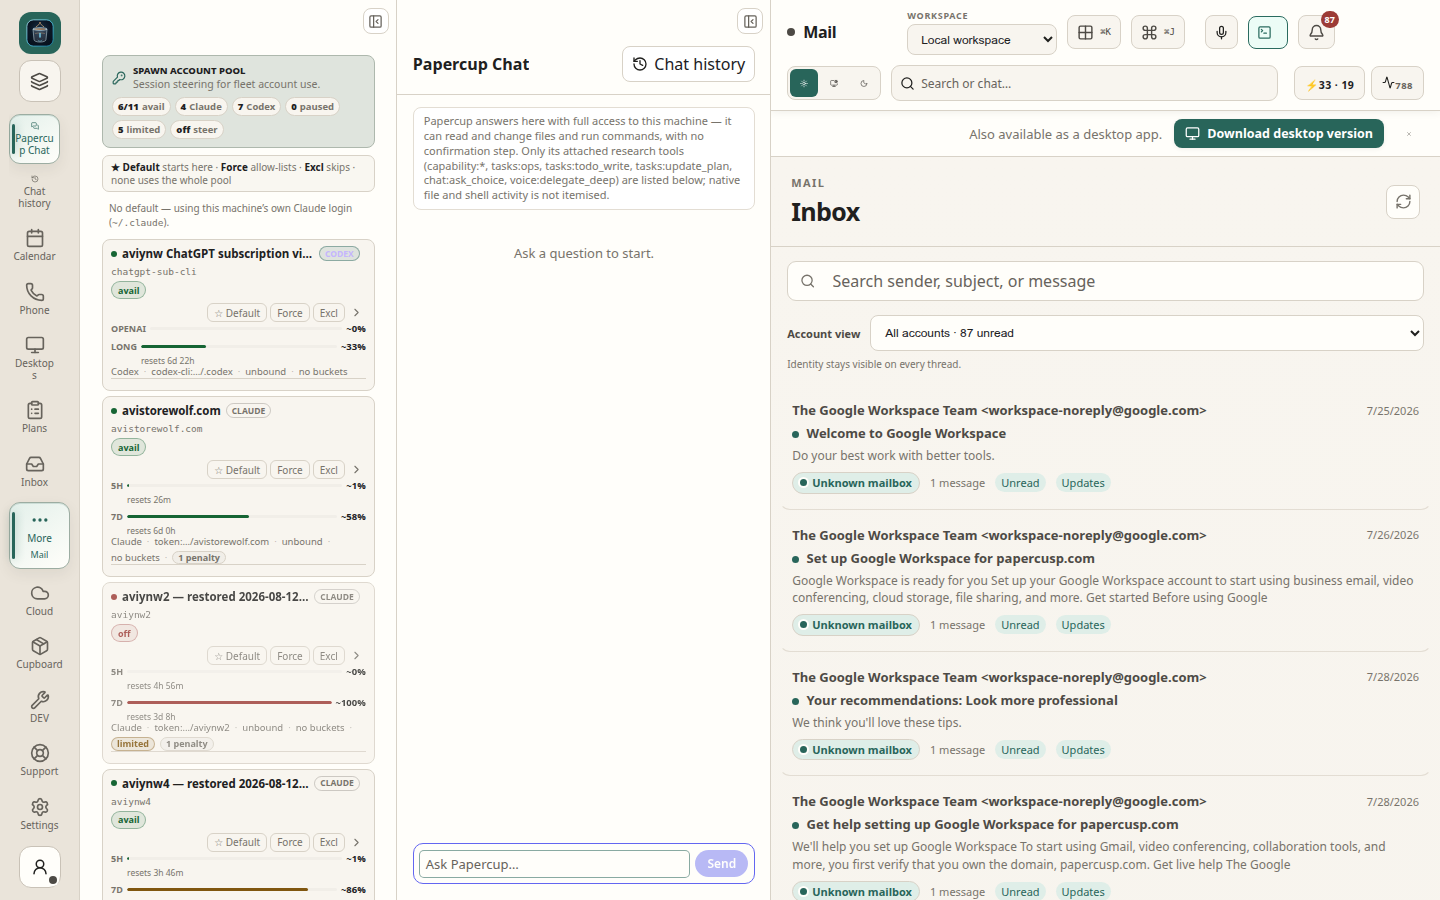 Papercu
p Chat
Chat
history
Calendar
Phone
Desktop
s
Plans
Inbox
More
Mail
Cloud
Cupboard
DEV
Support
Settings
SPAWN ACCOUNT POOL
Session steering for fleet account use.
6/11 avail
4 Claude
7 Codex
0 paused
5 limited
off steer
★ Default starts here · Force allow-lists · Excl skips ·
none uses the whole pool
No default — using this machine's own Claude login
(~/.claude).
aviynw ChatGPT subscription vi... CODEX
chatgpt-sub-cli
avail
☆ Default Force Excl
OPENAI ~0%
LONG ~33%
resets 6d 22h
Codex · codex-cli:.../.codex · unbound · no buckets
avistorewolf.com CLAUDE
avistorewolf.com
avail
☆ Default Force Excl
5H ~1%
resets 26m
7D ~58%
resets 6d 0h
Claude · token:.../avistorewolf.com · unbound ·
no buckets · 1 penalty
aviynw2 — restored 2026-08-12... CLAUDE
aviynw2
off
☆ Default Force Excl
5H ~0%
resets 4h 56m
7D ~100%
resets 3d 8h
Claude · token:.../aviynw2 · unbound · no buckets ·
limited 1 penalty
aviynw4 — restored 2026-08-12... CLAUDE
aviynw4
avail
☆ Default Force Excl
5H ~1%
resets 3h 46m
7D ~86%
Papercup Chat
Chat history
Papercup answers here with full access to this machine — it
can read and change files and run commands, with no
confirmation step. Only its attached research tools
(capability:*, tasks:ops, tasks:todo_write, tasks:update_plan,
chat:ask_choice, voice:delegate_deep) are listed below; native
file and shell activity is not itemised.
Ask a question to start.
Ask Papercup...
Send
Mail
WORKSPACE
Local workspace
⌘K
⌘J
87
Search or chat...
⚡33 · 19
788
Also available as a desktop app.
Download desktop version
×
MAIL
Inbox
Search sender, subject, or message
Account view
All accounts · 87 unread
Identity stays visible on every thread.
The Google Workspace Team <workspace-noreply@google.com> 7/25/2026
Welcome to Google Workspace
Do your best work with better tools.
Unknown mailbox 1 message Unread Updates
The Google Workspace Team <workspace-noreply@google.com> 7/26/2026
Set up Google Workspace for papercusp.com
Google Workspace is ready for you Set up your Google Workspace account to start using business email, video
conferencing, cloud storage, file sharing, and more. Get started Before using Google
Unknown mailbox 1 message Unread Updates
The Google Workspace Team <workspace-noreply@google.com> 7/28/2026
Your recommendations: Look more professional
We think you'll love these tips.
Unknown mailbox 1 message Unread Updates
The Google Workspace Team <workspace-noreply@google.com> 7/28/2026
Get help setting up Google Workspace for papercusp.com
We'll help you set up Google Workspace To start using Gmail, video conferencing, collaboration tools, and
more, you first verify that you own the domain, papercusp.com. Get live help The Google
Unknown mailbox 1 message Unread Updates